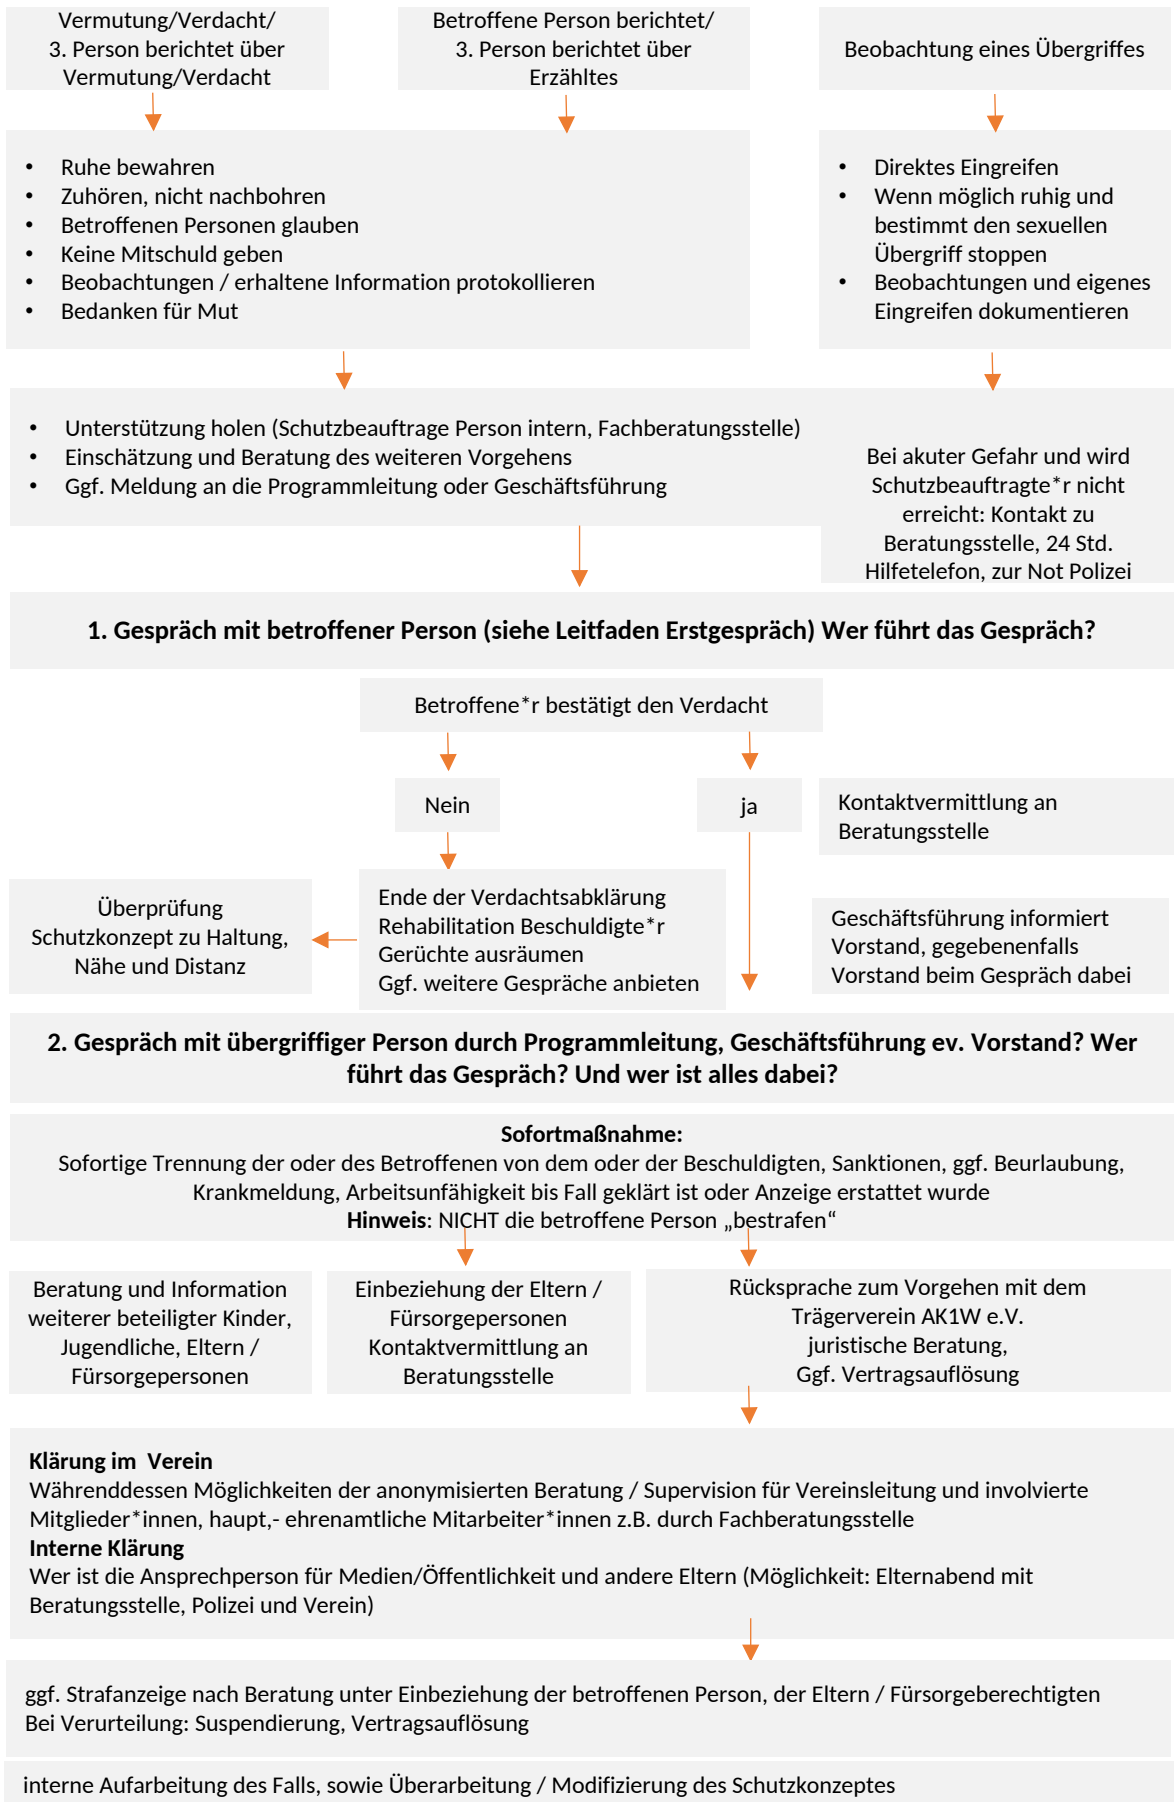 Vermutung/Verdacht/
3. Person berichtet über
Vermutung/Verdacht
Betroffene Person berichtet/
3. Person berichtet über
Erzähltes
Beobachtung eines Übergriffes
• Ruhe bewahren
• Zuhören, nicht nachbohren
• Betroffenen Personen glauben
• Keine Mitschuld geben
• Beobachtungen / erhaltene Information protokollieren
• Bedanken für Mut
• Direktes Eingreifen
• Wenn möglich ruhig und
bestimmt den sexuellen
Übergriff stoppen
• Beobachtungen und eigenes
Eingreifen dokumentieren
• Unterstützung holen (Schutzbeauftrage Person intern, Fachberatungsstelle)
• Einschätzung und Beratung des weiteren Vorgehens
• Ggf. Meldung an die Programmleitung oder Geschäftsführung
Bei akuter Gefahr und wird
Schutzbeauftragte*r nicht
erreicht: Kontakt zu
Beratungsstelle, 24 Std.
Hilfetelefon, zur Not Polizei
1. Gespräch mit betroffener Person (siehe Leitfaden Erstgespräch) Wer führt das Gespräch?
Betroffene*r bestätigt den Verdacht
Nein
ja
Kontaktvermittlung an
Beratungsstelle
Überprüfung
Schutzkonzept zu Haltung,
Nähe und Distanz
Ende der Verdachtsabklärung
Rehabilitation Beschuldigte*r
Gerüchte ausräumen
Ggf. weitere Gespräche anbieten
Geschäftsführung informiert
Vorstand, gegebenenfalls
Vorstand beim Gespräch dabei
2. Gespräch mit übergriffiger Person durch Programmleitung, Geschäftsführung ev. Vorstand? Wer
führt das Gespräch? Und wer ist alles dabei?
Sofortmaßnahme:
Sofortige Trennung der oder des Betroffenen von dem oder der Beschuldigten, Sanktionen, ggf. Beurlaubung,
Krankmeldung, Arbeitsunfähigkeit bis Fall geklärt ist oder Anzeige erstattet wurde
Hinweis: NICHT die betroffene Person „bestrafen“
Beratung und Information
weiterer beteiligter Kinder,
Jugendliche, Eltern /
Fürsorgepersonen
Einbeziehung der Eltern /
Fürsorgepersonen
Kontaktvermittlung an
Beratungsstelle
Rücksprache zum Vorgehen mit dem
Trägerverein AK1W e.V.
juristische Beratung,
Ggf. Vertragsauflösung
Klärung im  Verein
Währenddessen Möglichkeiten der anonymisierten Beratung / Supervision für Vereinsleitung und involvierte
Mitglieder*innen, haupt,- ehrenamtliche Mitarbeiter*innen z.B. durch Fachberatungsstelle
Interne Klärung
Wer ist die Ansprechperson für Medien/Öffentlichkeit und andere Eltern (Möglichkeit: Elternabend mit
Beratungsstelle, Polizei und Verein)
ggf. Strafanzeige nach Beratung unter Einbeziehung der betroffenen Person, der Eltern / Fürsorgeberechtigten
Bei Verurteilung: Suspendierung, Vertragsauflösung
interne Aufarbeitung des Falls, sowie Überarbeitung / Modifizierung des Schutzkonzeptes